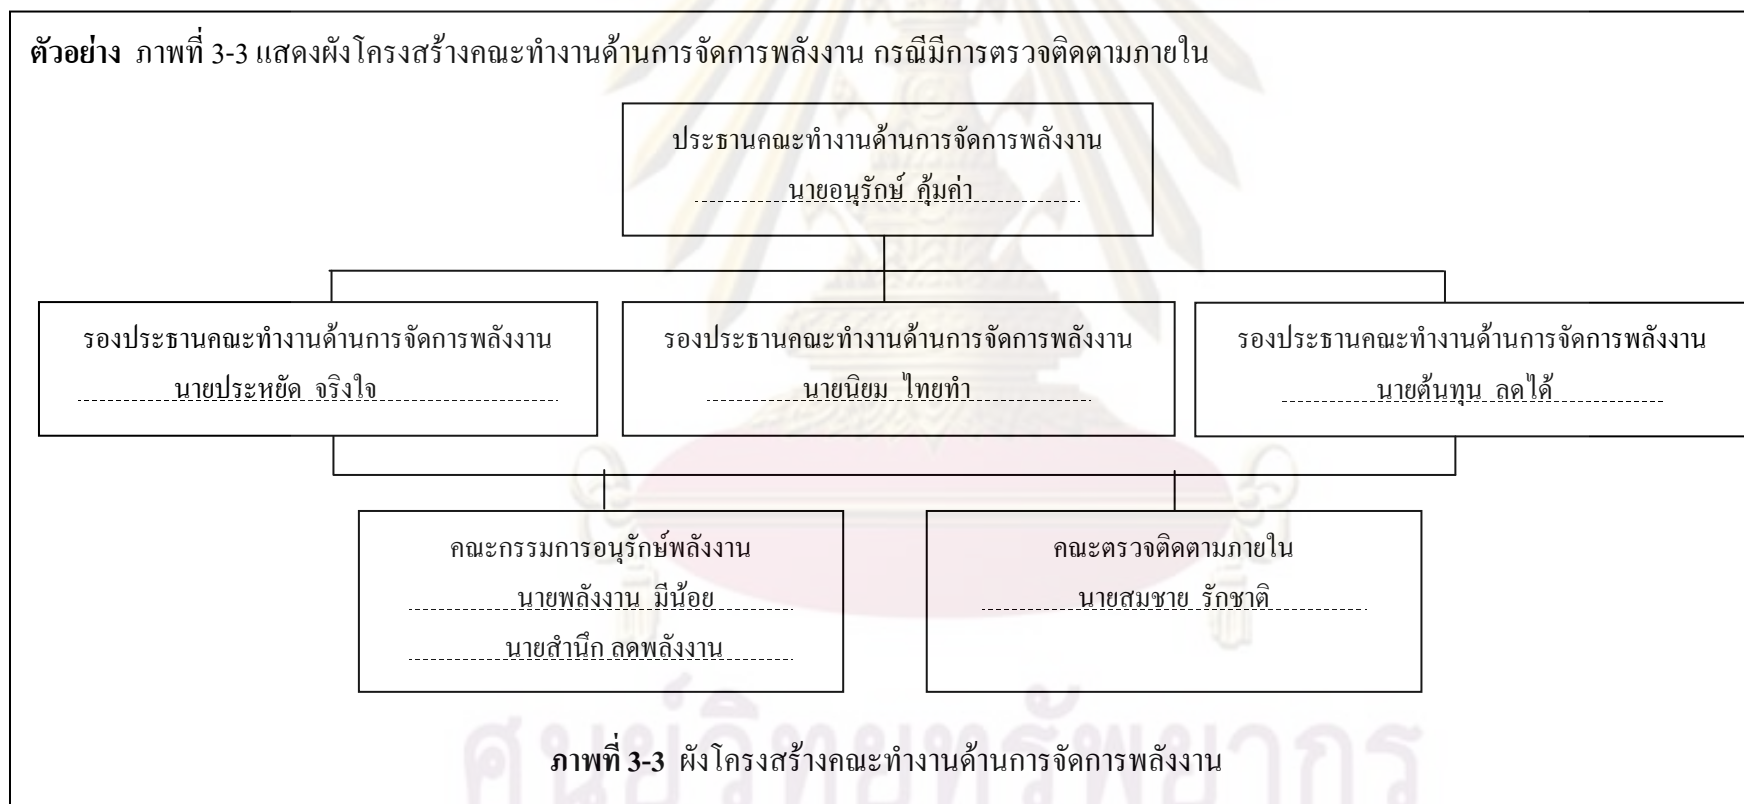 ตัวอย่าง ภาพที่ 3-3 แสดงผังโครงสร้างคณะทำงานด้านการจัดการพลังงาน กรณีมีการตรวจติดตามภายใน
ประธานคณะทำงานด้านการจัดการพลังงาน
นายอนุรักษ์ คุ้มค่า
รองประธานคณะทำงานด้านการจัดการพลังงาน
นายประหยัด จริงใจ
รองประธานคณะทำงานด้านการจัดการพลังงาน
นายนิยม ไทยทำ
รองประธานคณะทำงานด้านการจัดการพลังงาน
นายต้นทุน ลดได้
คณะกรรมการอนุรักษ์พลังงาน
นายพลังงาน มีน้อย
นายสำนึก ลดพลังงาน
คณะตรวจติดตามภายใน
นายสมชาย รักชาติ
ภาพที่ 3-3 ผังโครงสร้างคณะทำงานด้านการจัดการพลังงาน
ศูนย์วิทยทรัพยากร